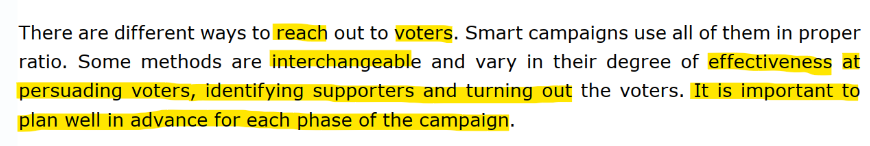 There are different ways to reach out to voters. Smart campaigns use all of them in proper
ratio. Some methods are interchangeable and vary in their degree of effectiveness at
persuading voters, identifying supporters and turning out the voters. It is important to
plan well in advance for each phase of the campaign.